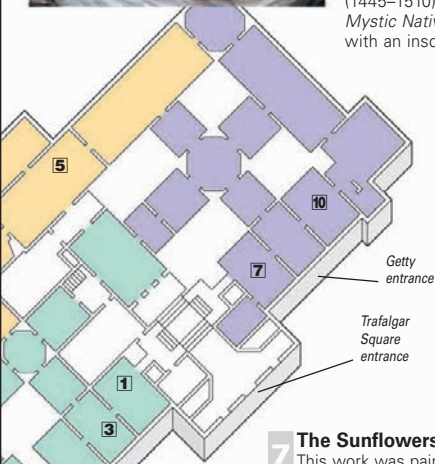 (1445–1510)
Mystic Nativ
with an insc
5
10
7
Getty
entrance
Trafalgar
Square
entrance
1
3
7 The Sunflowers
This work was pain